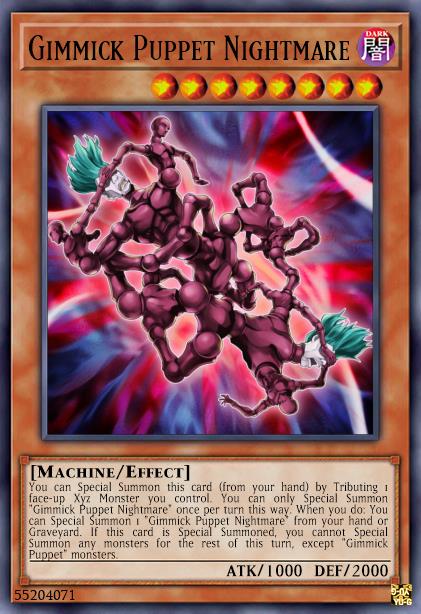 Gimmick Puppet Nightmare
DARK
闇
[Machine/Effect]
You can Special Summon this card (from your hand) by Tributing 1
face-up Xyz Monster you control. You can only Special Summon
"Gimmick Puppet Nightmare" once per turn this way. When you do: You
can Special Summon 1 "Gimmick Puppet Nightmare" from your hand or
Graveyard. If this card is Special Summoned, you cannot Special
Summon any monsters for the rest of this turn, except "Gimmick
Puppet" monsters.
ATK/1000 DEF/2000
55204071